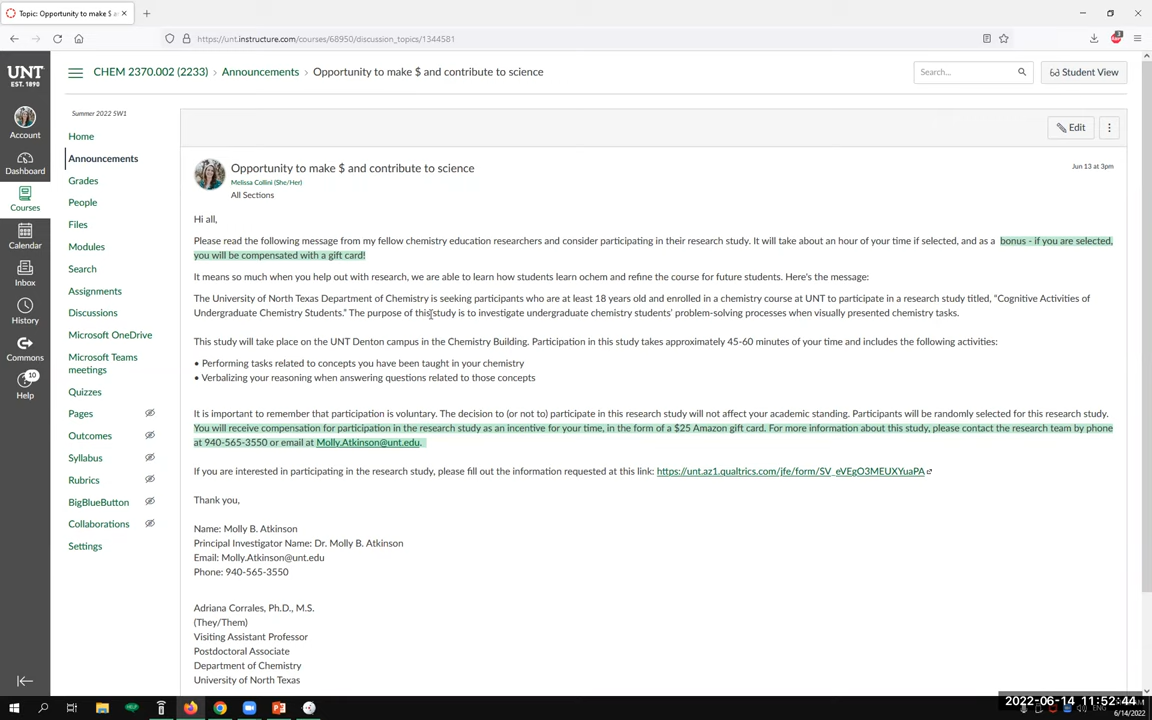 Topic: Opportunity to make $ a
https://unt.instructure.com/courses/68950/discussion_topics/1344581
UNT
EST. 1890
CHEM 2370.002 (2233) › Announcements › Opportunity to make $ and contribute to science
Search...
Student View
Account
Dashboard
Courses
Calendar
Inbox
History
Commons
10
Help
Summer 2022 5W1
Home
Announcements
Grades
People
Files
Modules
Search
Assignments
Discussions
Microsoft OneDrive
Microsoft Teams
meetings
Quizzes
Pages
Outcomes
Syllabus
Rubrics
BigBlueButton
Collaborations
Settings
Edit
Opportunity to make $ and contribute to science
Melissa Collini (She/Her)
All Sections
Jun 13 at 3pm
Hi all,
Please read the following message from my fellow chemistry education researchers and consider participating in their research study. It will take about an hour of your time if selected, and as a bonus - if you are selected,
you will be compensated with a gift card!
It means so much when you help out with research, we are able to learn how students learn ochem and refine the course for future students. Here's the message:
The University of North Texas Department of Chemistry is seeking participants who are at least 18 years old and enrolled in a chemistry course at UNT to participate in a research study titled, "Cognitive Activities of
Undergraduate Chemistry Students." The purpose of this study is to investigate undergraduate chemistry students' problem-solving processes when visually presented chemistry tasks.
This study will take place on the UNT Denton campus in the Chemistry Building. Participation in this study takes approximately 45-60 minutes of your time and includes the following activities:
• Performing tasks related to concepts you have been taught in your chemistry
• Verbalizing your reasoning when answering questions related to those concepts
It is important to remember that participation is voluntary. The decision to (or not to) participate in this research study will not affect your academic standing. Participants will be randomly selected for this research study.
You will receive compensation for participation in the research study as an incentive for your time, in the form of a $25 Amazon gift card. For more information about this study, please contact the research team by phone
at 940-565-3550 or email at Molly.Atkinson@unt.edu.
If you are interested in participating in the research study, please fill out the information requested at this link: https://unt.az1.qualtrics.com/jfe/form/SV_eVEgO3MEUXYuaPA
Thank you,
Name: Molly B. Atkinson
Principal Investigator Name: Dr. Molly B. Atkinson
Email: Molly.Atkinson@unt.edu
Phone: 940-565-3550
Adriana Corrales, Ph.D., M.S.
(They/Them)
Visiting Assistant Professor
Postdoctoral Associate
Department of Chemistry
University of North Texas
2022-06-14 11:52:44
6/14/2022